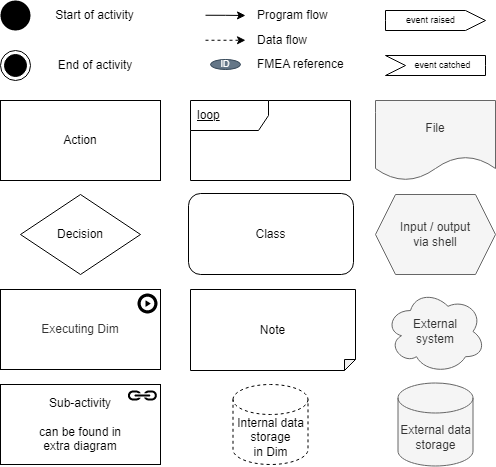 Start of activity
Program flow
event raised
Data flow
End of activity
ID
FMEA reference
event catched
Action
loop
File
Decision
Class
Input / output
via shell
Executing Dim
Note
External
system
Sub-activity
can be found in
extra diagram
Internal data
storage
in Dim
External data
storage